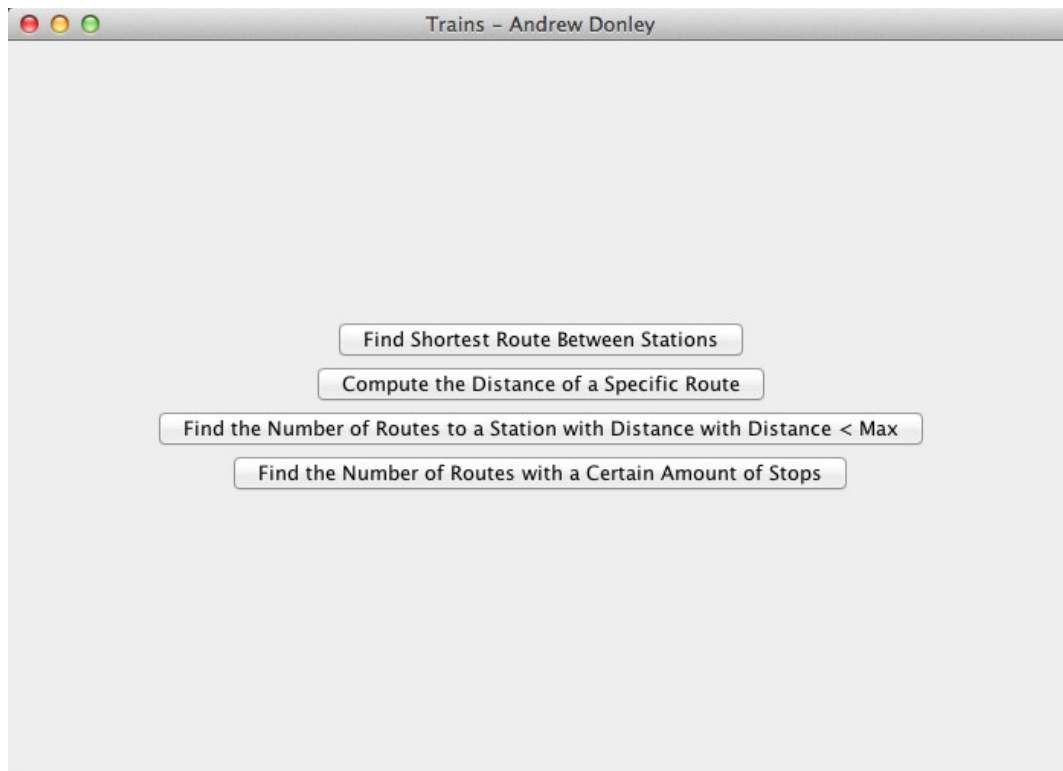 Trains – Andrew Donley
Find Shortest Route Between Stations
Compute the Distance of a Specific Route
Find the Number of Routes to a Station with Distance with Distance < Max
Find the Number of Routes with a Certain Amount of Stops